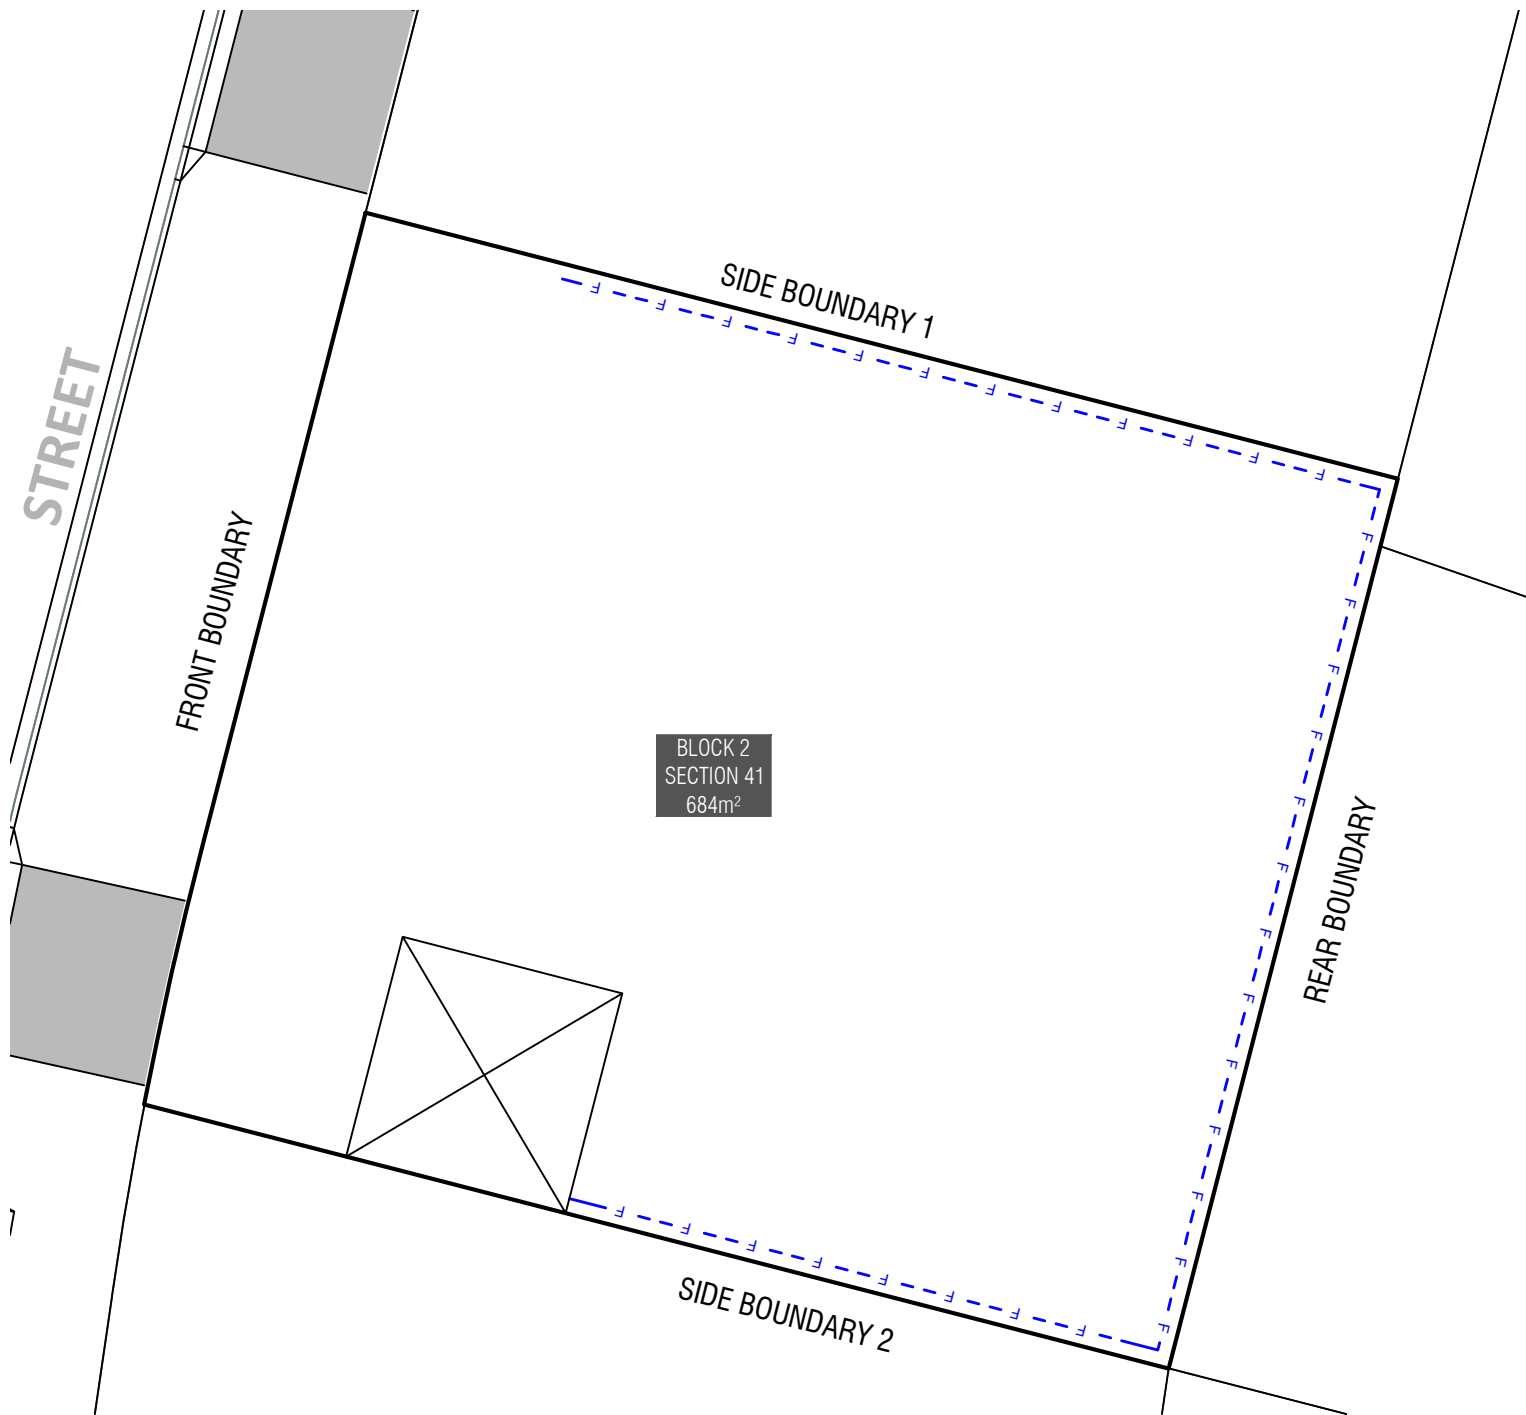 SIDE BOUNDARY 1
STREET
FRONT BOUNDARY
BLOCK 2
SECTION 41
684m²
REAR BOUNDARY
SIDE BOUNDARY 2
F F F F F F F F F F F F
F F F F F F F F F F F F F
F F F F F F F F